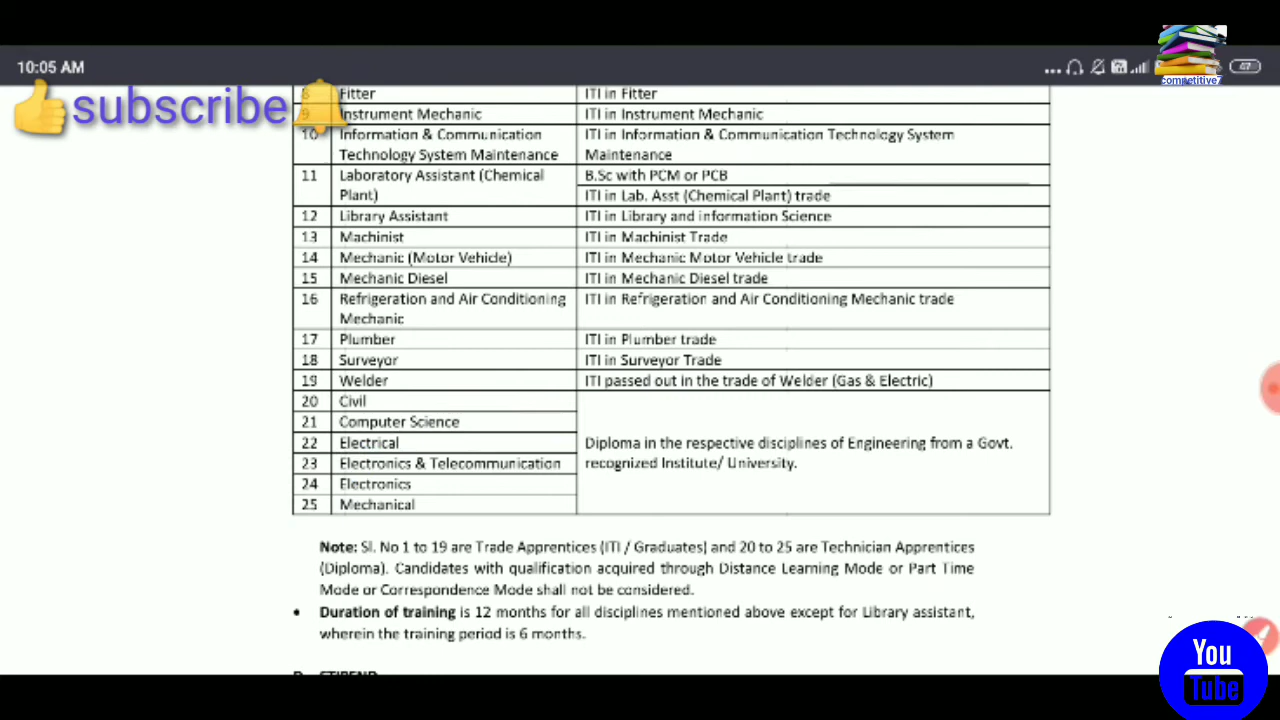 10:05 AM
competitive7
subscribe
Fitter ITI in Fitter
9 Instrument Mechanic ITI in Instrument Mechanic
10 Information & Communication ITI in Information & Communication Technology System
Technology System Maintenance Maintenance
11 Laboratory Assistant (Chemical B.Sc with PCM or PCB
Plant) ITI in Lab. Asst (Chemical Plant) trade
12 Library Assistant ITI in Library and information Science
13 Machinist ITI in Machinist Trade
14 Mechanic (Motor Vehicle) ITI in Mechanic Motor Vehicle trade
15 Mechanic Diesel ITI in Mechanic Diesel trade
16 Refrigeration and Air Conditioning ITI in Refrigeration and Air Conditioning Mechanic trade
Mechanic
17 Plumber ITI in Plumber trade
18 Surveyor ITI in Surveyor Trade
19 Welder ITI passed out in the trade of Welder (Gas & Electric)
20 Civil
21 Computer Science
22 Electrical Diploma in the respective disciplines of Engineering from a Govt.
23 Electronics & Telecommunication recognized Institute/ University.
24 Electronics
25 Mechanical
Note: Sl. No 1 to 19 are Trade Apprentices (ITI / Graduates) and 20 to 25 are Technician Apprentices
(Diploma). Candidates with qualification acquired through Distance Learning Mode or Part Time
Mode or Correspondence Mode shall not be considered.
• Duration of training is 12 months for all disciplines mentioned above except for Library assistant,
wherein the training period is 6 months.
You
Tube